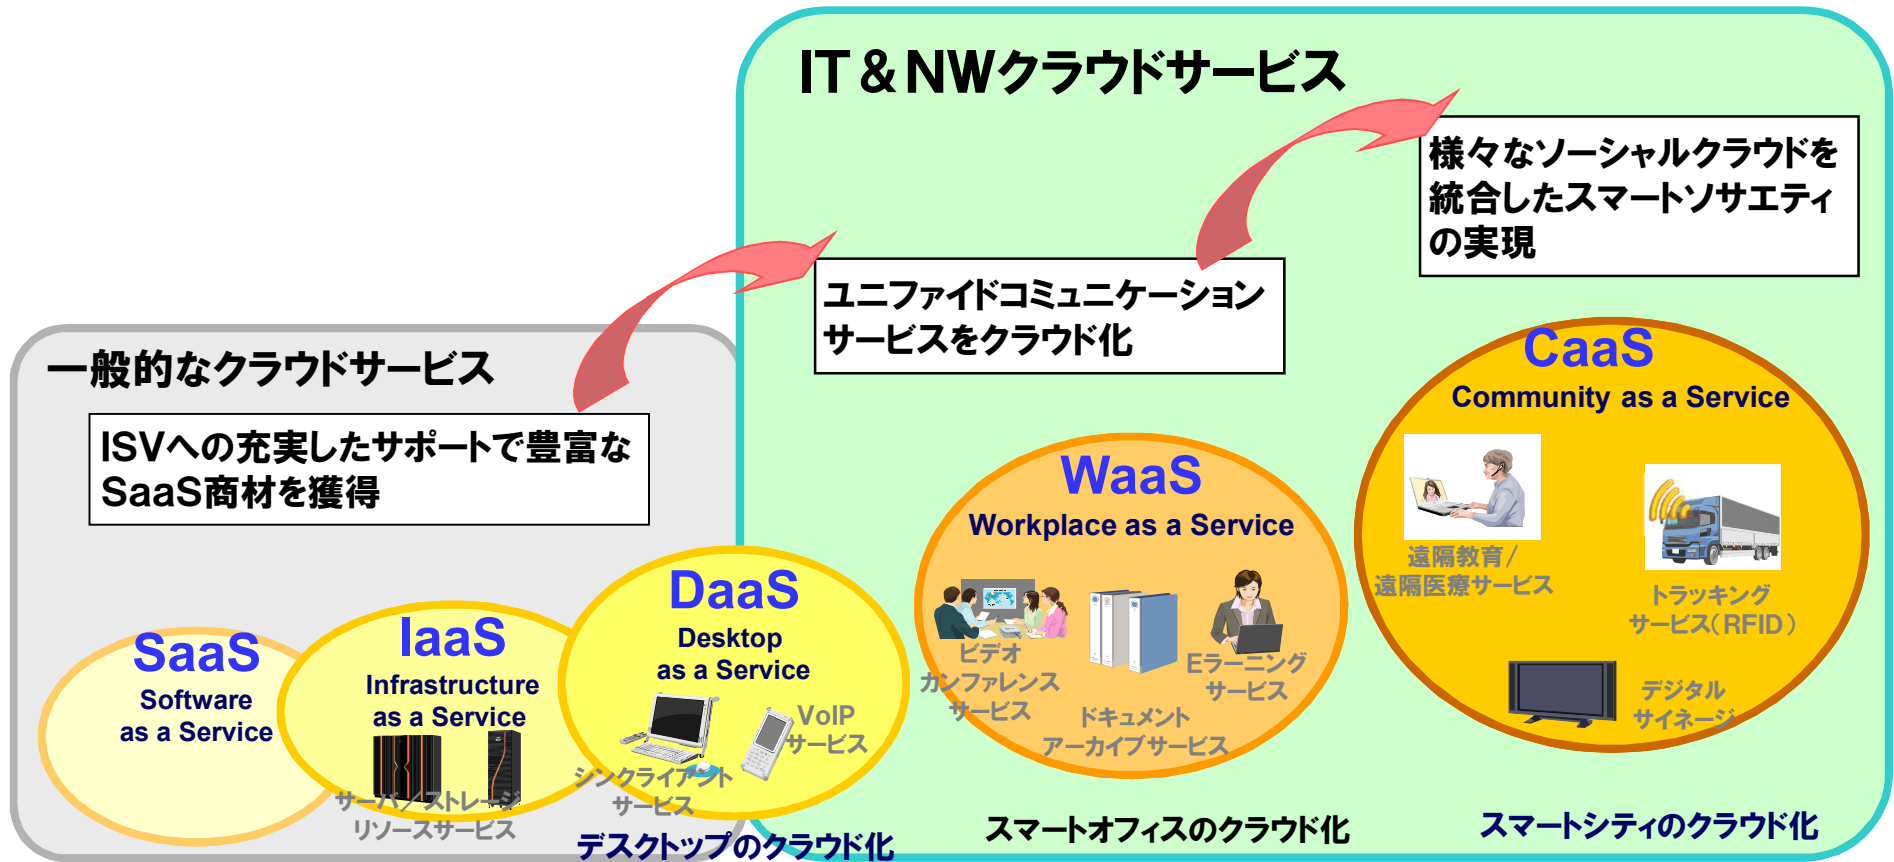 IT＆NWクラウドサービス
様々なソーシャルクラウドを
統合したスマートソサエティ
の実現
ユニファイドコミュニケーション
サービスをクラウド化
一般的なクラウドサービス
ISVへの充実したサポートで豊富な
SaaS商材を獲得
SaaS
Software
as a Service
IaaS
Infrastructure
as a Service
サーバ／ストレージ
リソースサービス
DaaS
Desktop
as a Service
VoIP
サービス
シンクライアント
サービス
デスクトップのクラウド化
WaaS
Workplace as a Service
ビデオ
カンファレンス
サービス
ドキュメント
アーカイブサービス
Eラーニング
サービス
スマートオフィスのクラウド化
CaaS
Community as a Service
遠隔教育/
遠隔医療サービス
トラッキング
サービス（RFID）
デジタル
サイネージ
スマートシティのクラウド化